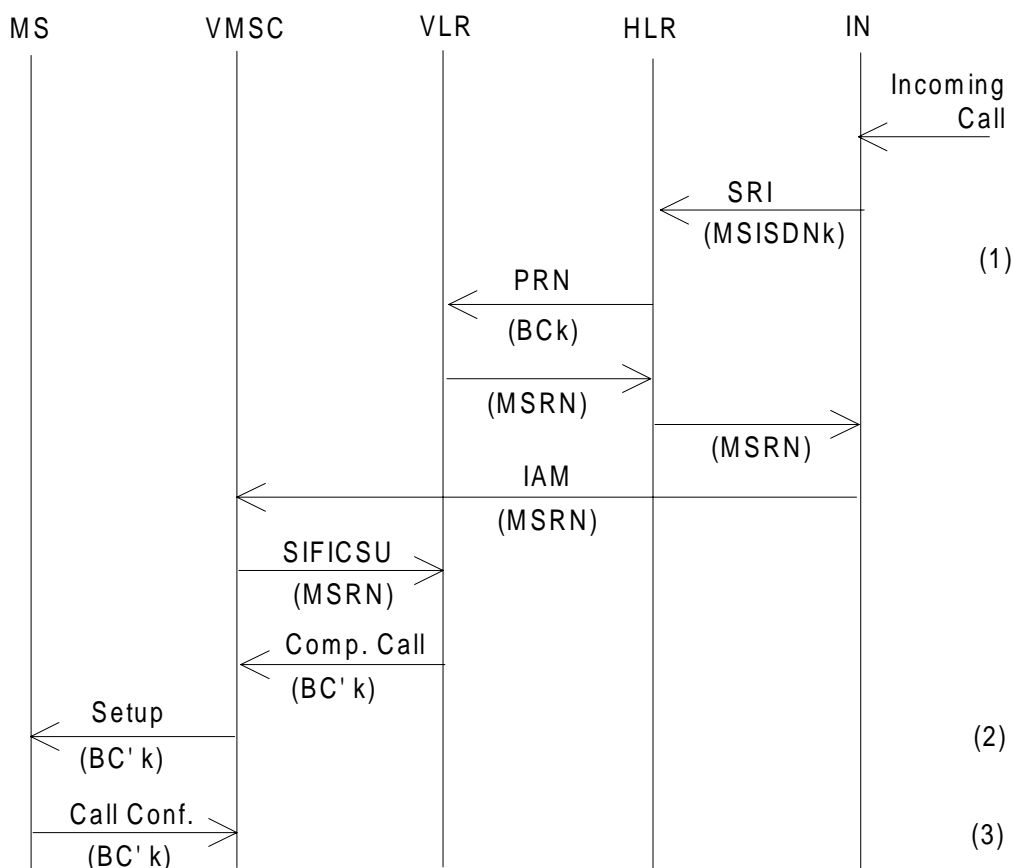 MS VMSC VLR HLR IN
Incoming
Call
SRI
(MSISDNk)
(1)
PRN
(BCk)
(MSRN)
(MSRN)
IAM
(MSRN)
SIFICSU
(MSRN)
Comp. Call
(BC' k)
Setup
(2)
(BC' k)
Call Conf.
(3)
(BC' k)